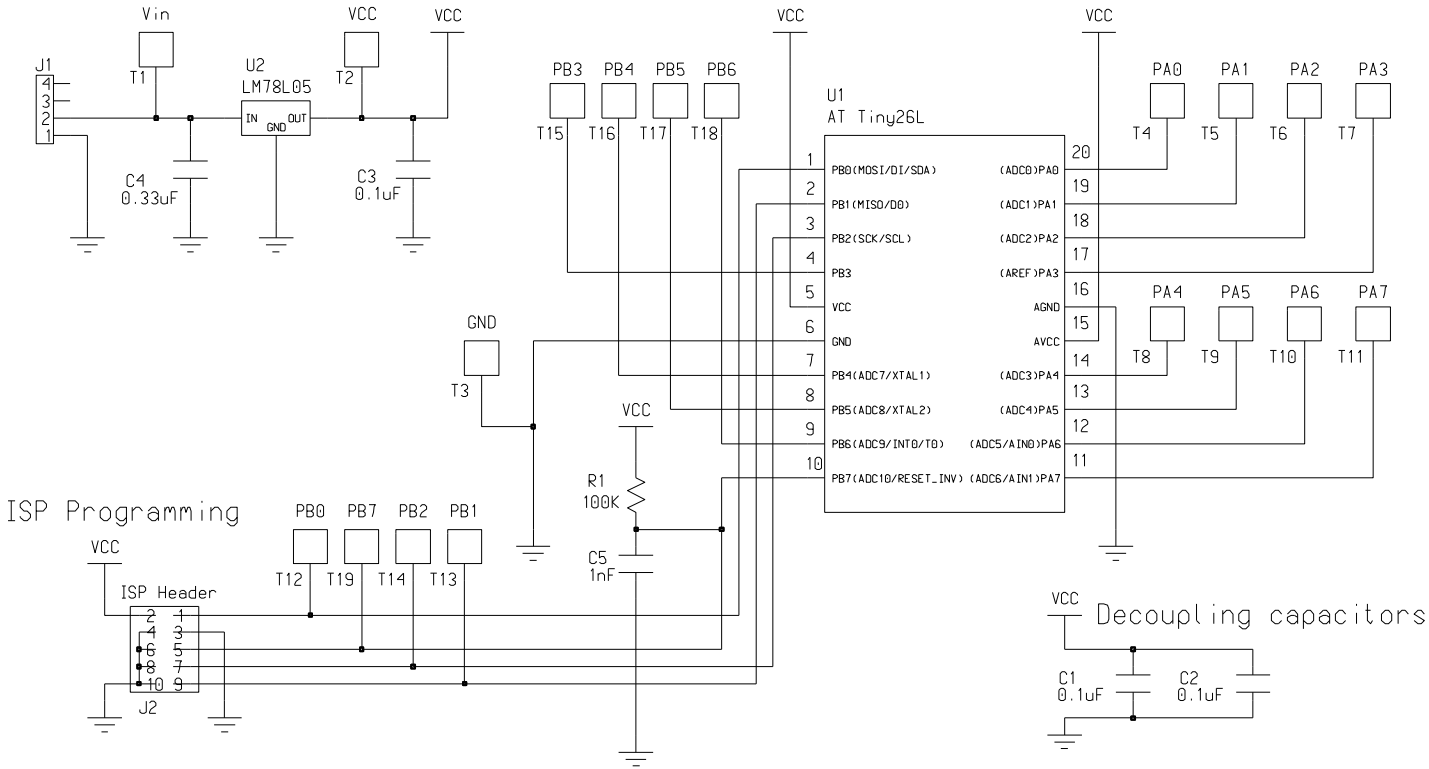 Vin
VCC
VCC
J1
4
3
2
1
T1
U2
LM78L05
IN
OUT
GND
T2
C4
0.33uF
C3
0.1uF
PB3
PB4
PB5
PB6
T15
T16
T17
T18
VCC
VCC
U1
AT Tiny26L
1
PB0(MOSI/DI/SDA)
2
PB1(MISO/D0)
3
PB2(SCK/SCL)
4
PB3
5
VCC
6
GND
7
PB4(ADC7/XTAL1)
8
PB5(ADC8/XTAL2)
9
PB6(ADC9/INT0/T0)
10
PB7(ADC10/RESET_INV)
20
(ADC0)PA0
19
(ADC1)PA1
18
(ADC2)PA2
17
(AREF)PA3
16
AGND
15
AVCC
14
(ADC3)PA4
13
(ADC4)PA5
12
(ADC5/AIN0)PA6
11
(ADC6/AIN1)PA7
PA0
PA1
PA2
PA3
T4
T5
T6
T7
PA4
PA5
PA6
PA7
T8
T9
T10
T11
GND
T3
VCC
R1
100K
C5
1nF
ISP Programming
VCC
ISP Header
2 1
4 3
6 5
8 7
10 9
J2
PB0
PB7
PB2
PB1
T12
T19
T14
T13
VCC
Decoupling capacitors
C1
0.1uF
C2
0.1uF